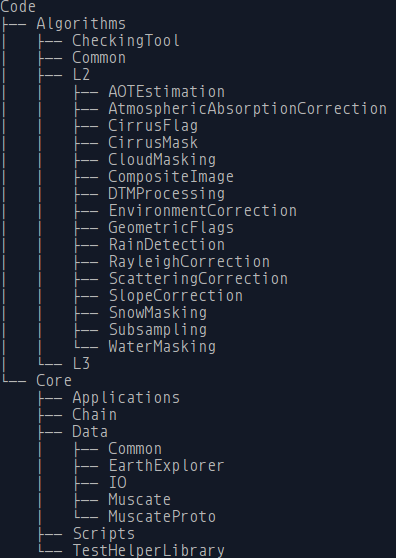 Code
├── Algorithms
│   ├── CheckingTool
│   ├── Common
│   ├── L2
│   │   ├── AOTEstimation
│   │   ├── AtmosphericAbsorptionCorrection
│   │   ├── CirrusFlag
│   │   ├── CirrusMask
│   │   ├── CloudMasking
│   │   ├── CompositeImage
│   │   ├── DTMProcessing
│   │   ├── EnvironmentCorrection
│   │   ├── GeometricFlags
│   │   ├── RainDetection
│   │   ├── RayleighCorrection
│   │   ├── ScatteringCorrection
│   │   ├── SlopeCorrection
│   │   ├── SnowMasking
│   │   ├── Subsampling
│   │   └── WaterMasking
│   └── L3
└── Core
    ├── Applications
    ├── Chain
    ├── Data
    │   ├── Common
    │   ├── EarthExplorer
    │   ├── IO
    │   ├── Muscate
    │   └── MuscateProto
    ├── Scripts
    └── TestHelperLibrary